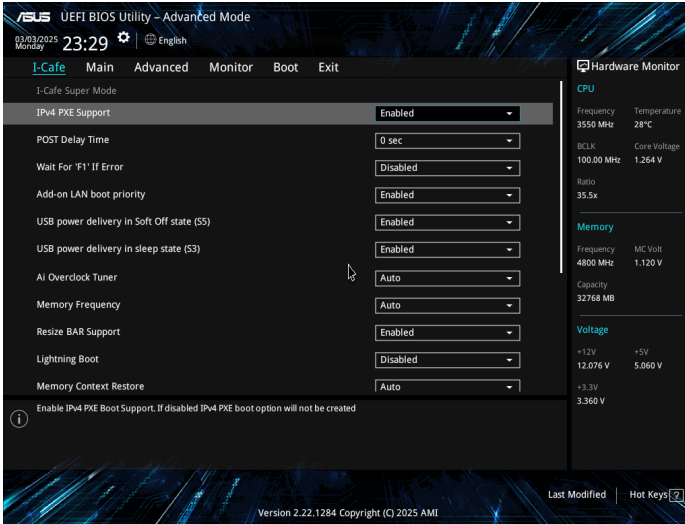 ASUS UEFI BIOS Utility – Advanced Mode
03/03/2025
Monday
23:29
English
I-Cafe Main Advanced Monitor Boot Exit
I-Cafe Super Mode
IPv4 PXE Support Enabled
POST Delay Time 0 sec
Wait For 'F1' If Error Disabled
Add-on LAN boot priority Enabled
USB power delivery in Soft Off state (S5) Enabled
USB power delivery in sleep state (S3) Enabled
Ai Overclock Tuner Auto
Memory Frequency Auto
Resize BAR Support Enabled
Lightning Boot Disabled
Memory Context Restore Auto
Enable IPv4 PXE Boot Support. If disabled IPv4 PXE boot option will not be created
Hardware Monitor
CPU
Frequency Temperature
3550 MHz 28°C
BCLK Core Voltage
100.00 MHz 1.264 V
Ratio
35.5x
Memory
Frequency MC Volt
4800 MHz 1.120 V
Capacity
32768 MB
Voltage
+12V +5V
12.076 V 5.060 V
+3.3V
3.360 V
Last Modified Hot Keys ?
Version 2.22.1284 Copyright (C) 2025 AMI